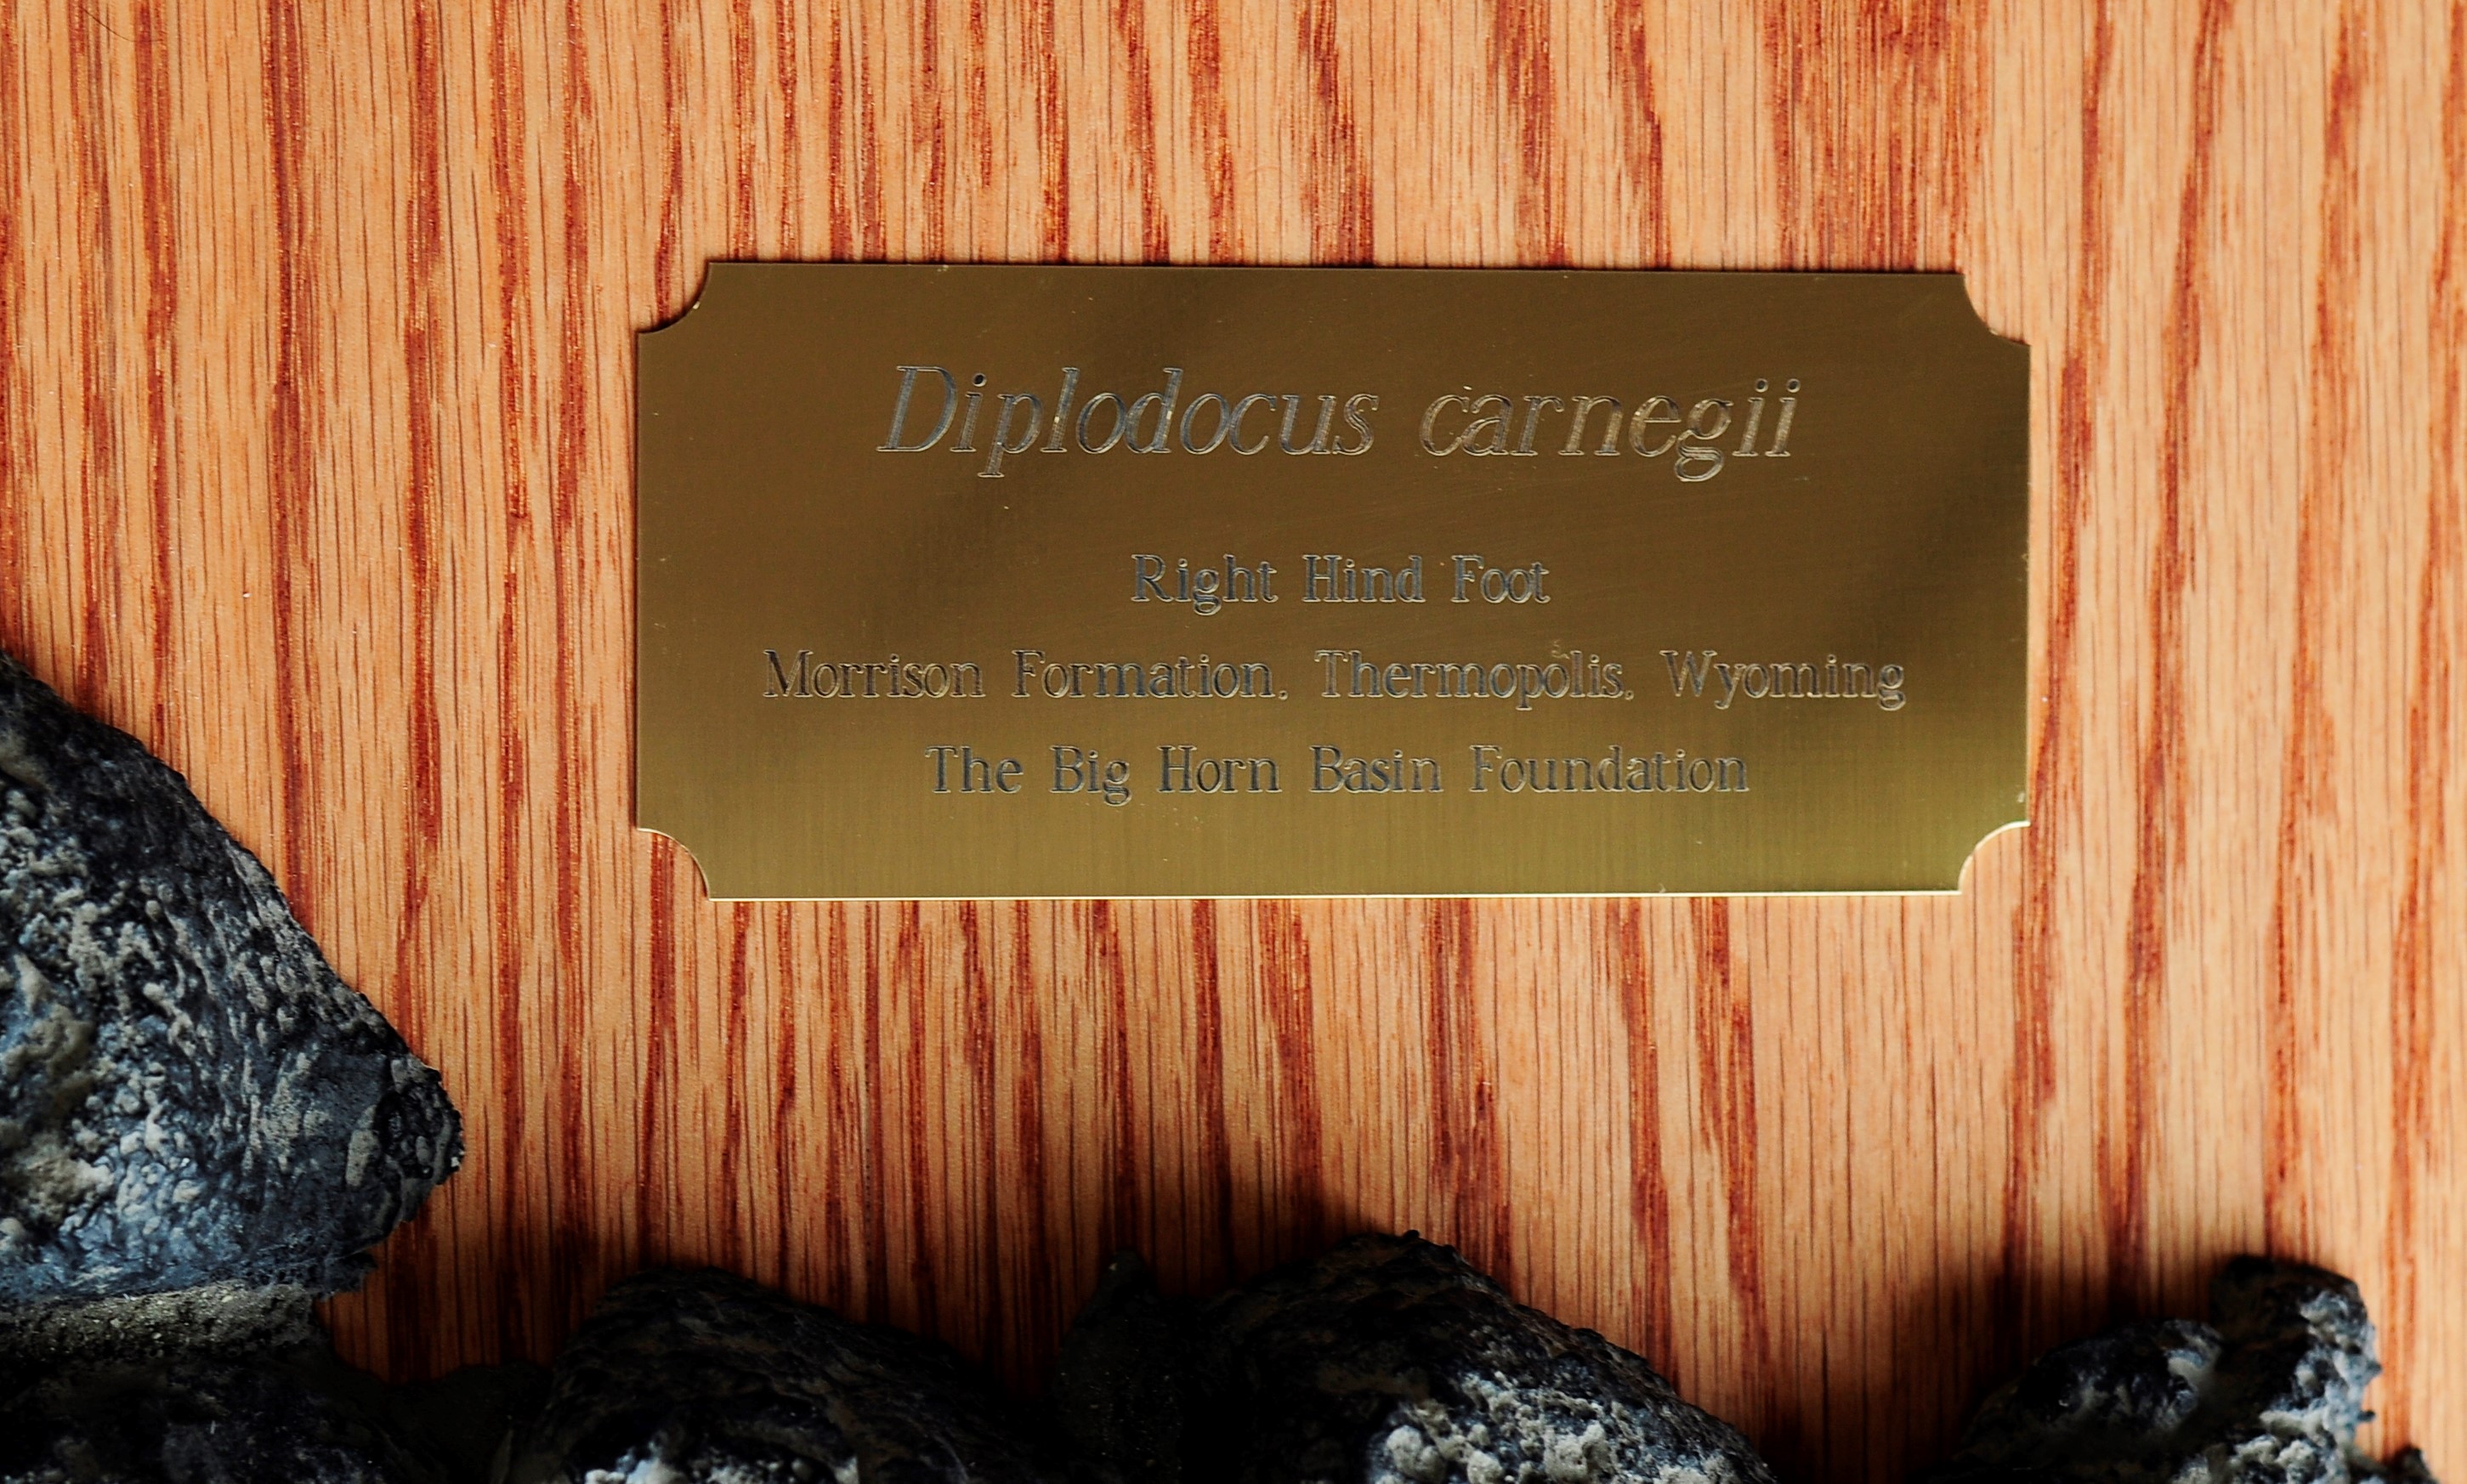 Diplodocus carnegii
Right Hind Foot
Morrison Formation, Thermopolis, Wyoming
The Big Horn Basin Foundation